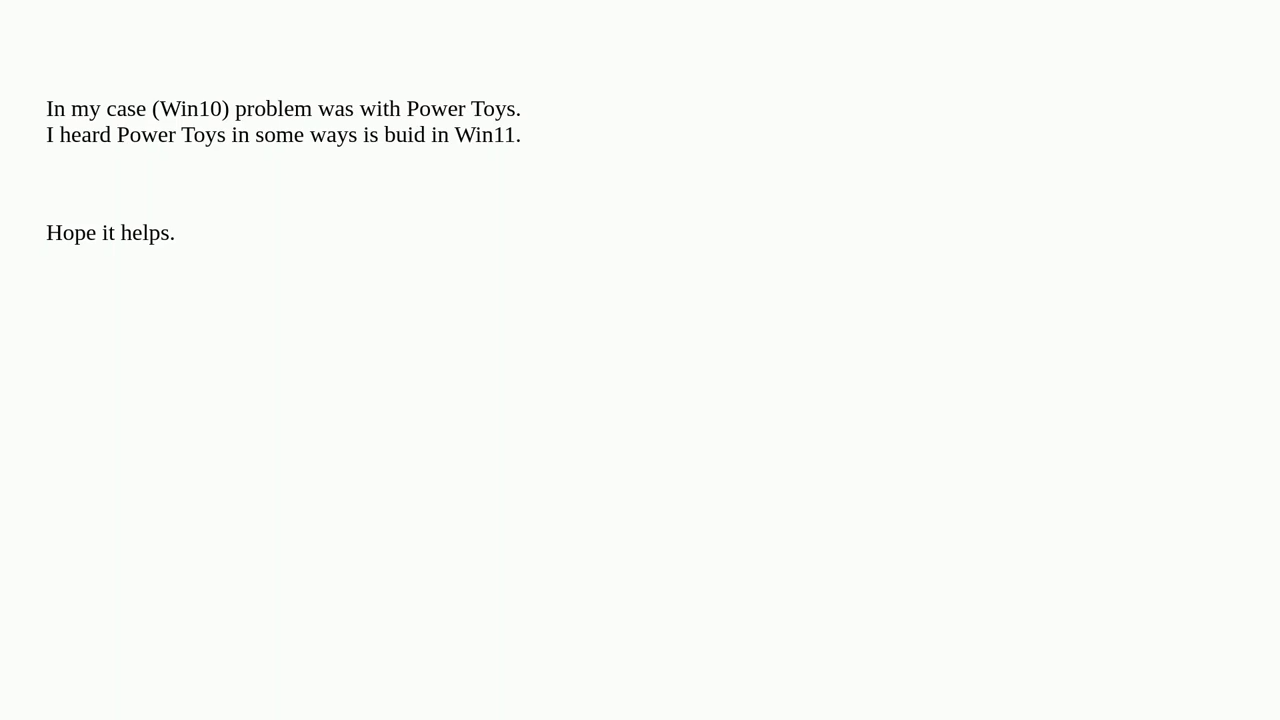 In my case (Win10) problem was with Power Toys.
I heard Power Toys in some ways is buid in Win11.
Hope it helps.